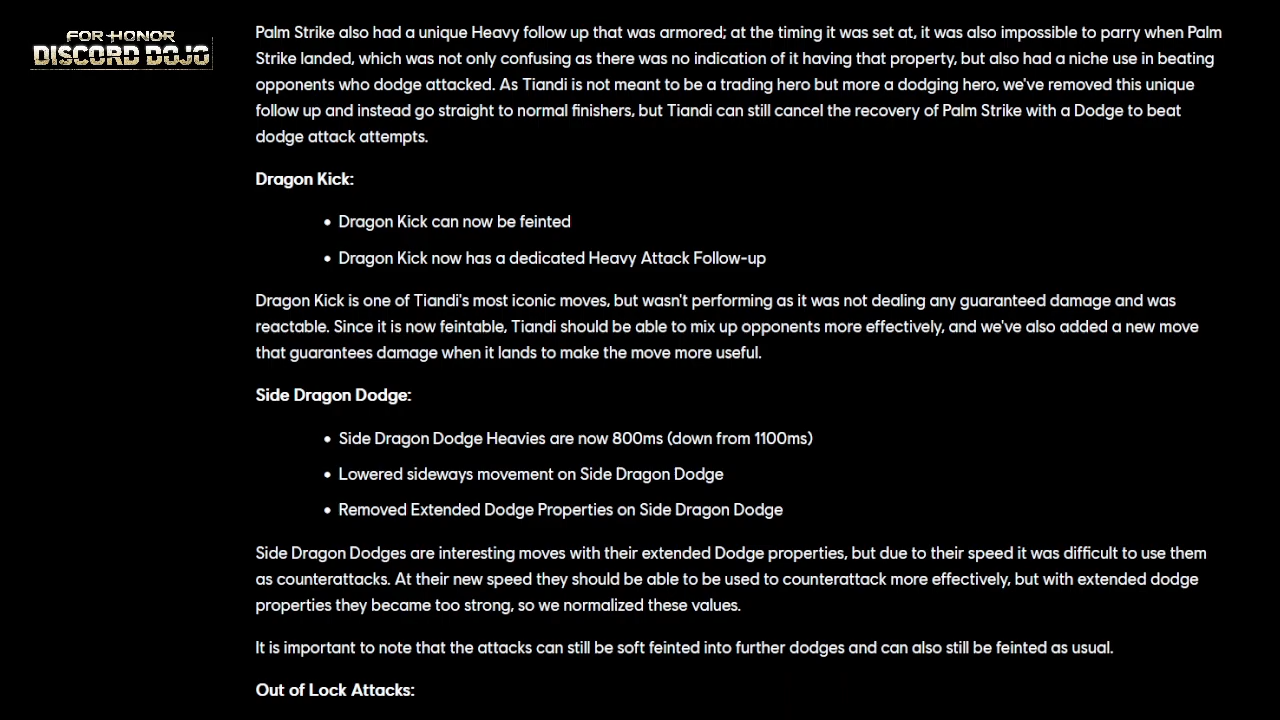 FOR HONOR
DISCORD DOJO
Palm Strike also had a unique Heavy follow up that was armored; at the timing it was set at, it was also impossible to parry when Palm
Strike landed, which was not only confusing as there was no indication of it having that property, but also had a niche use in beating
opponents who dodge attacked. As Tiandi is not meant to be a trading hero but more a dodging hero, we've removed this unique
follow up and instead go straight to normal finishers, but Tiandi can still cancel the recovery of Palm Strike with a Dodge to beat
dodge attack attempts.
Dragon Kick:
• Dragon Kick can now be feinted
• Dragon Kick now has a dedicated Heavy Attack Follow-up
Dragon Kick is one of Tiandi's most iconic moves, but wasn't performing as it was not dealing any guaranteed damage and was
reactable. Since it is now feintable, Tiandi should be able to mix up opponents more effectively, and we've also added a new move
that guarantees damage when it lands to make the move more useful.
Side Dragon Dodge:
• Side Dragon Dodge Heavies are now 800ms (down from 1100ms)
• Lowered sideways movement on Side Dragon Dodge
• Removed Extended Dodge Properties on Side Dragon Dodge
Side Dragon Dodges are interesting moves with their extended Dodge properties, but due to their speed it was difficult to use them
as counterattacks. At their new speed they should be able to be used to counterattack more effectively, but with extended dodge
properties they became too strong, so we normalized these values.
It is important to note that the attacks can still be soft feinted into further dodges and can also still be feinted as usual.
Out of Lock Attacks: